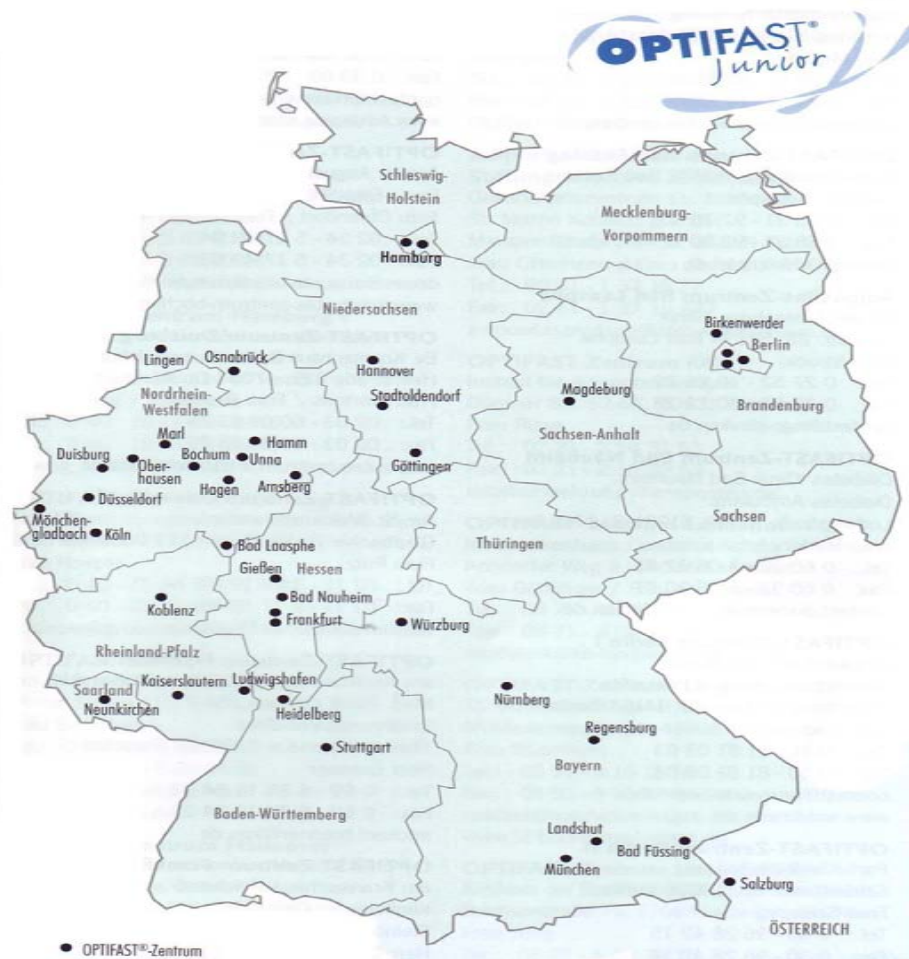 OPTIFAST®
Junior
Schleswig-
Holstein
Mecklenburg-
Vorpommern
Hamburg
Niedersachsen
Birkenwerder
Berlin
Lingen
Osnabrück
Hannover
Stadtoldendorf
Magdeburg
Brandenburg
Nordrhein-
Westfalen
Marl
Hamm
Sachsen-Anhalt
Duisburg
Ober-
hausen
Bochum
Unna
Göttingen
Hagen
Arnsberg
Düsseldorf
Sachsen
Mönchen-
gladbach
Köln
Bad Laasphe
Thüringen
Gießen
Hessen
Koblenz
Bad Nauheim
Frankfurt
Würzburg
Rheinland-Pfalz
Saarland
Kaiserslautern
Ludwigshafen
Neunkirchen
Heidelberg
Nürnberg
Stuttgart
Regensburg
Bayern
Baden-Württemberg
Landshut
Bad Füssing
München
Salzburg
ÖSTERREICH
OPTIFAST®-Zentrum